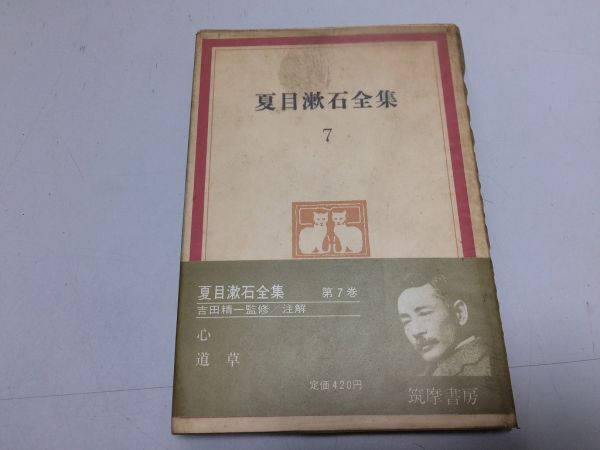 夏目漱石全集
7
夏目漱石全集 第7巻
吉田精一監修／注解
心
道草
定価420円
筑摩書房